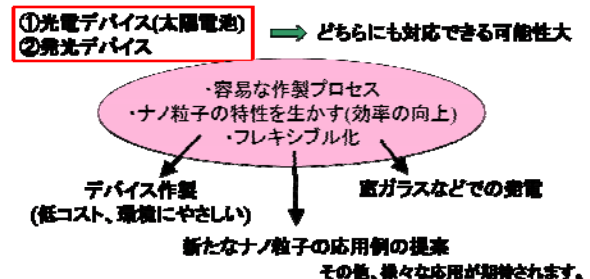 ①光電デバイス(太陽電池)
②発光デバイス
どちらにも対応できる可能性大
・容易な作製プロセス
・ナノ粒子の特性を生かす(効率の向上)
・フレキシブル化
デバイス作製
(低コスト、環境にやさしい)
窓ガラスなどでの発電
新たなナノ粒子の応用例の提案
その他、様々な応用が期待されます。